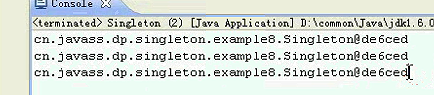 Console
<terminated> Singleton (2) [Java Application] D:\common\Java\jdk1.6.0
cn.javass.dp.singleton.example8.Singleton@de6ced
cn.javass.dp.singleton.example8.Singleton@de6ced
cn.javass.dp.singleton.example8.Singleton@de6ced